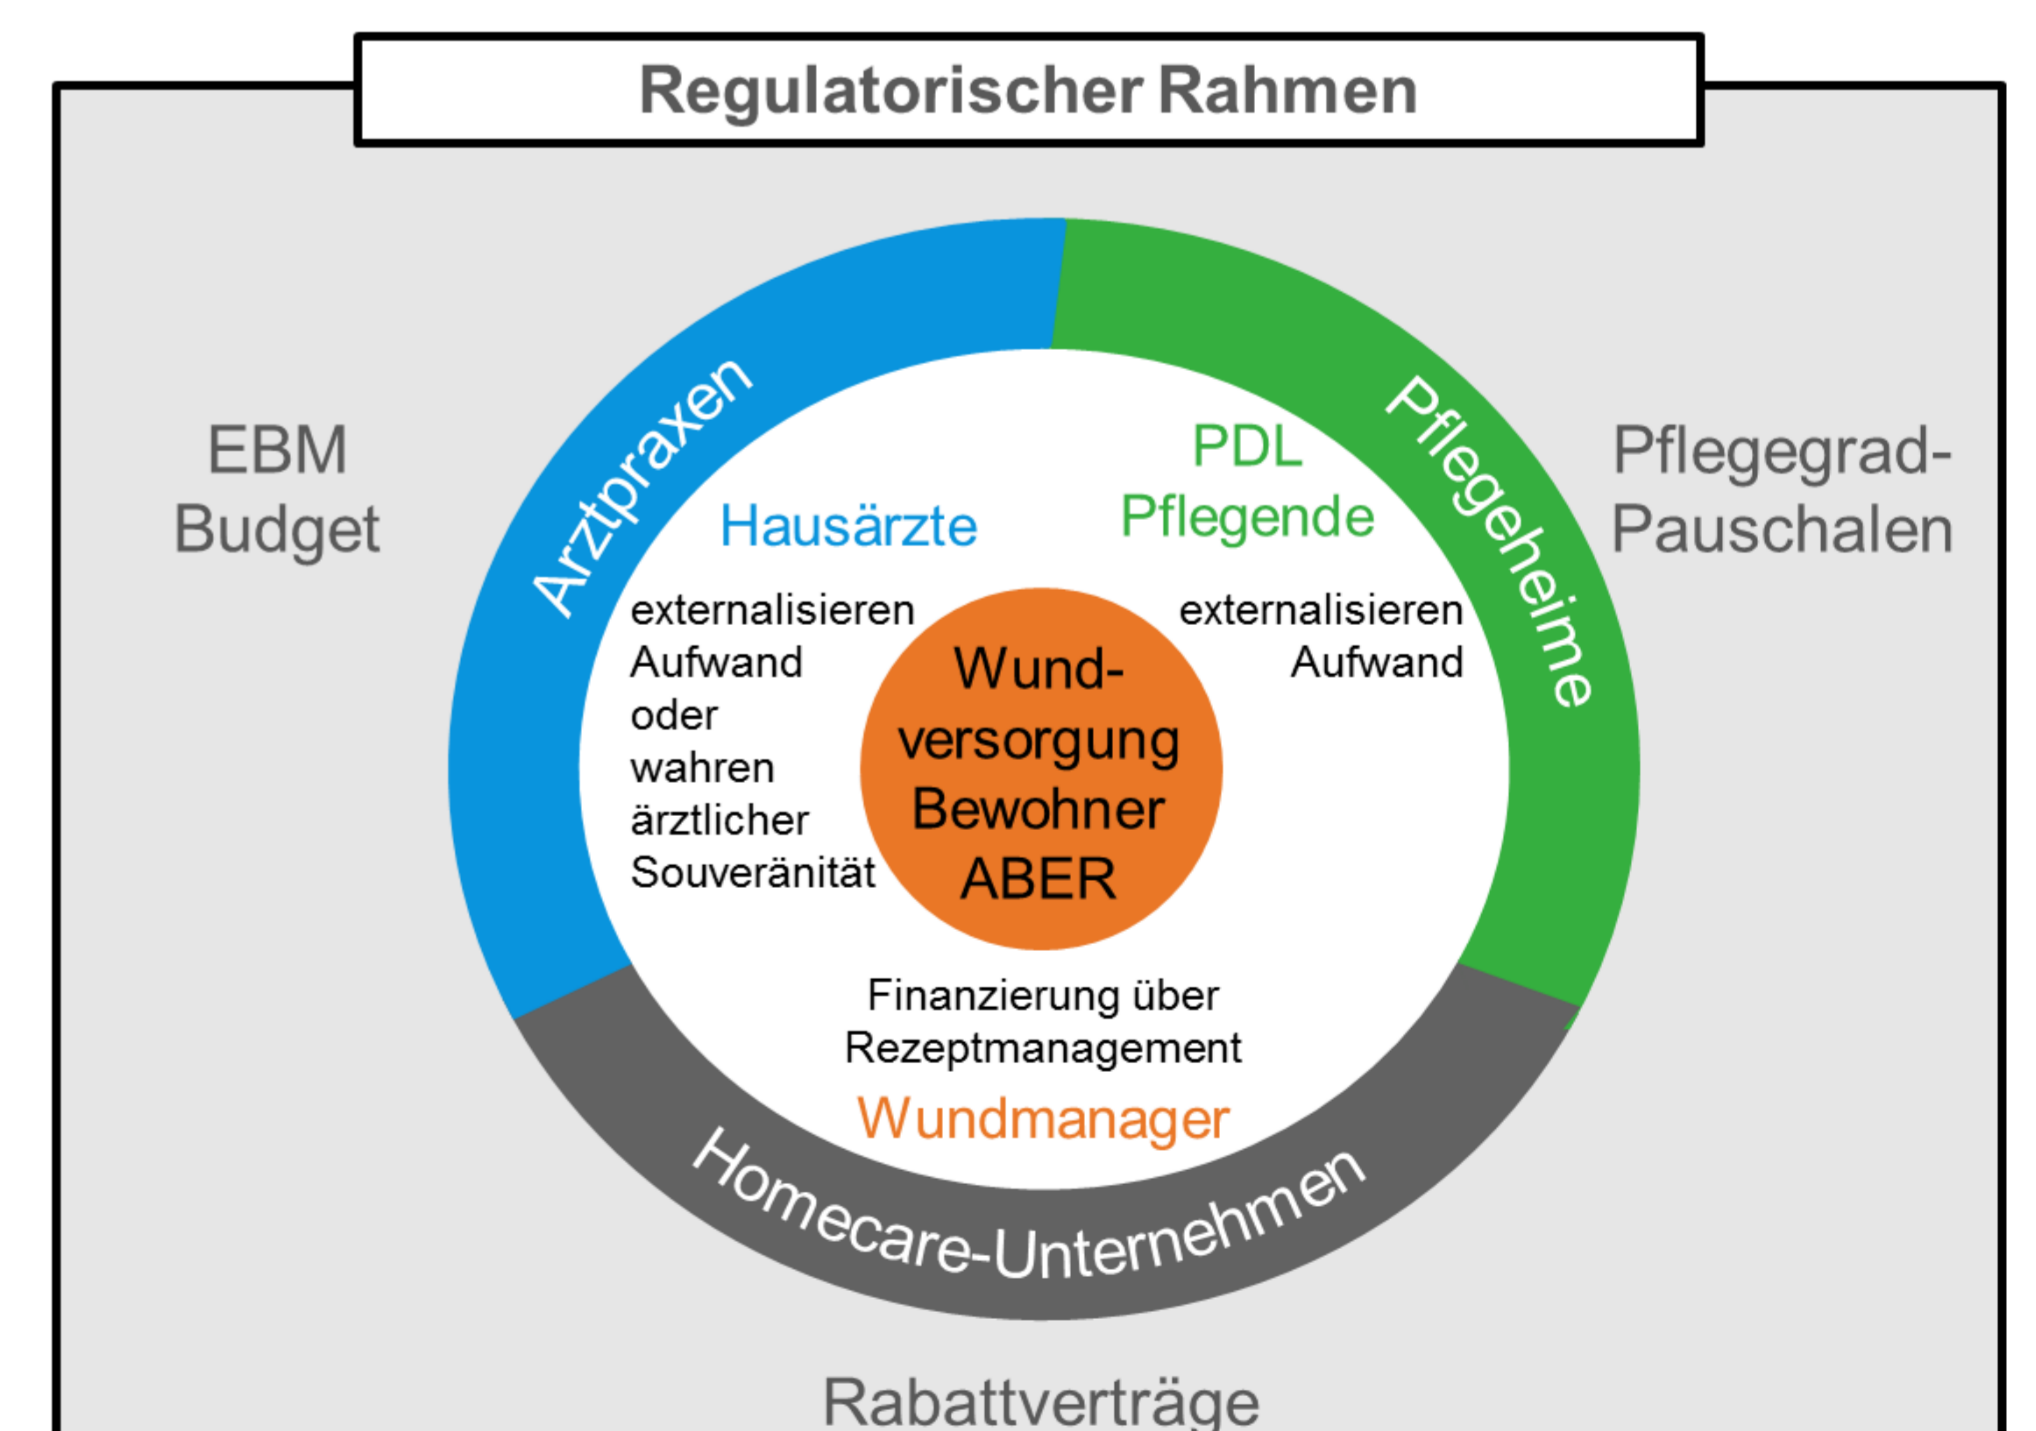 Regulatorischer Rahmen
EBM
Budget
Arztpraxen
Hausärzte
externalisieren
Aufwand
oder
wahren
ärztlicher
Souveränität
PDL
Pflegende
externalisieren
Aufwand
Pflegeheime
Pflegegrad-
Pauschalen
Wund-
versorgung
Bewohner
ABER
Finanzierung über
Rezeptmanagement
Wundmanager
Homecare-Unternehmen
Rabattverträge